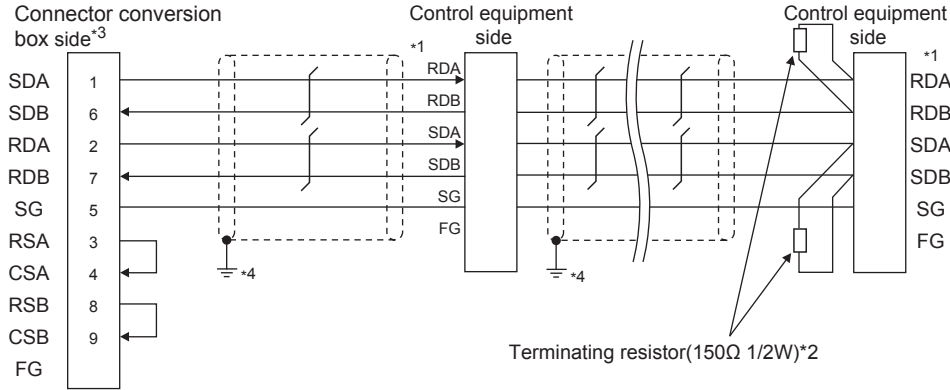 Connector conversion
box side*3
Control equipment
side
Control equipment
side
*1
*1
SDA 1 RDA RDA
SDB 6 RDB RDB
RDA 2 SDA SDA
RDB 7 SDB SDB
SG 5 SG SG
RSA 3 FG FG
CSA 4 *4 *4
RSB 8
CSB 9
FG
Terminating resistor(150Ω 1/2W)*2